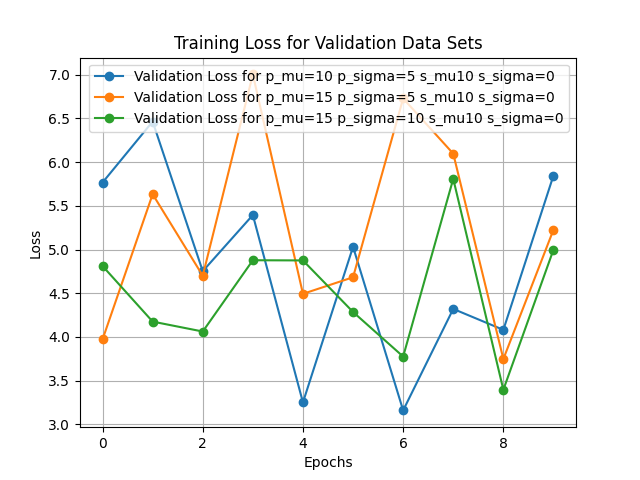 Training Loss for Validation Data Sets
Validation Loss for p_mu=10 p_sigma=5 s_mu10 s_sigma=0
Validation Loss for p_mu=15 p_sigma=5 s_mu10 s_sigma=0
Validation Loss for p_mu=15 p_sigma=10 s_mu10 s_sigma=0
7.0
6.5
6.0
5.5
5.0
4.5
4.0
3.5
3.0
Loss
0 2 4 6 8
Epochs